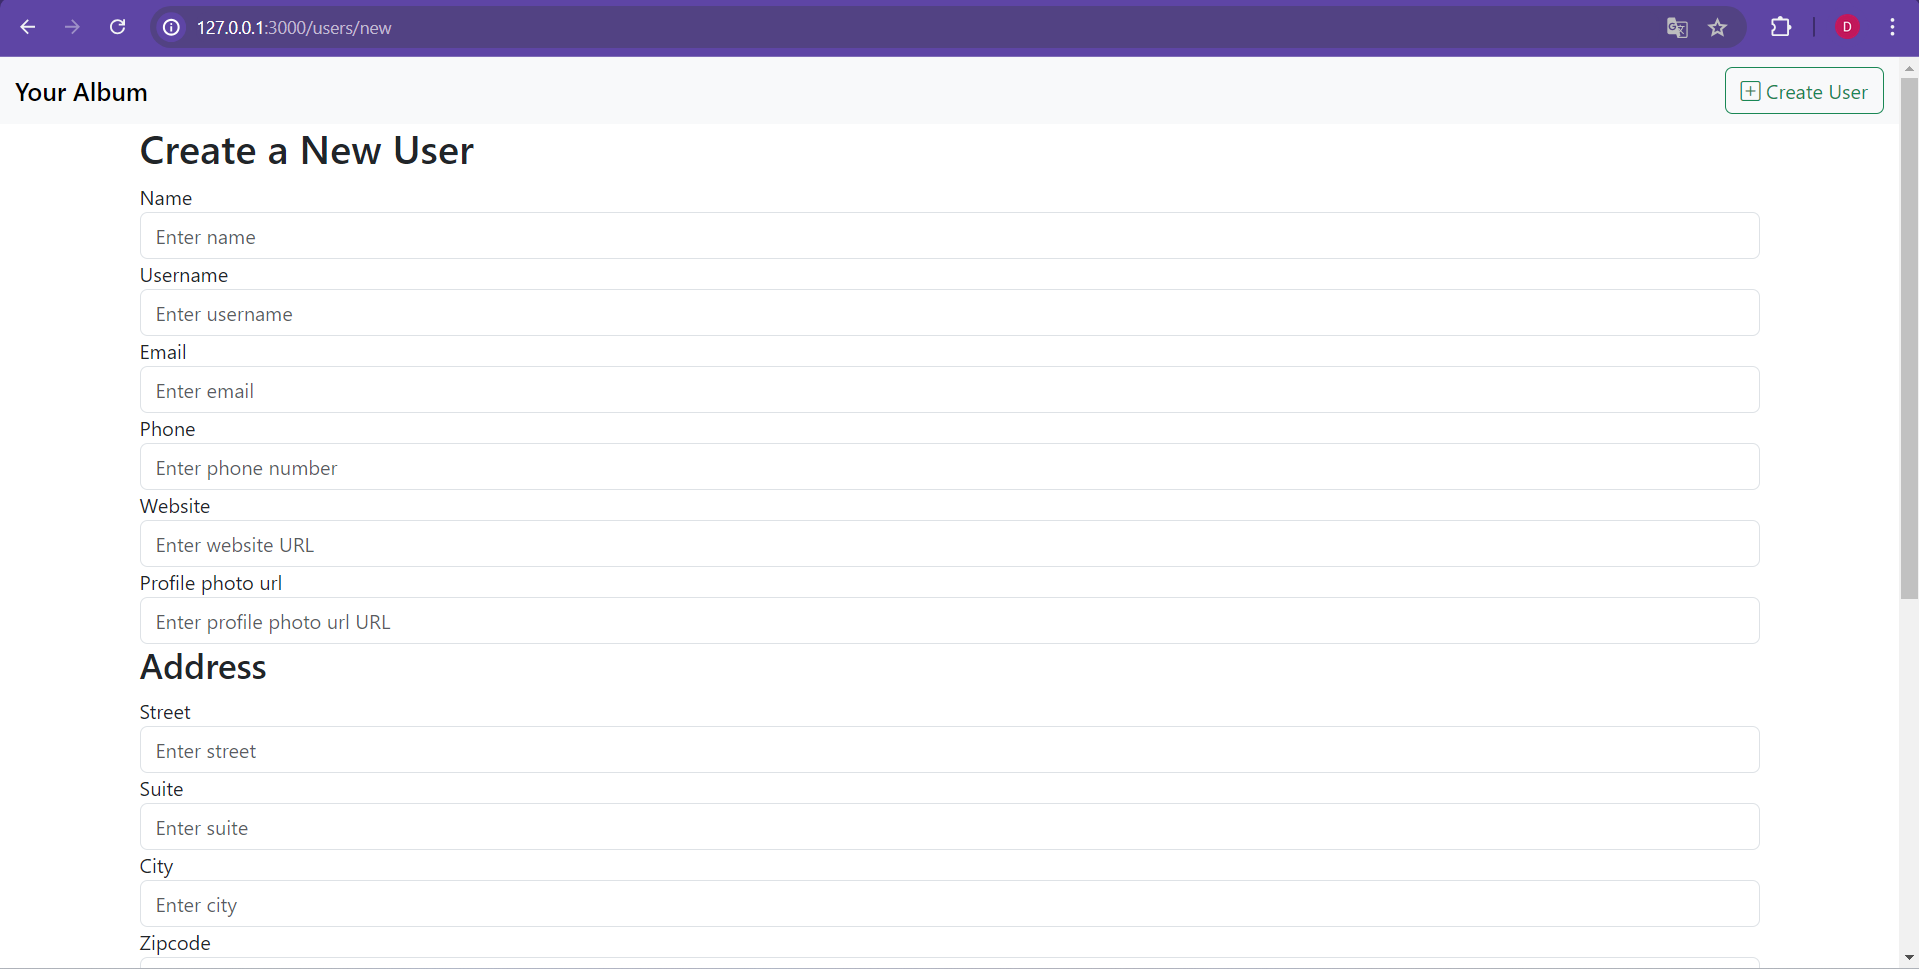 127.0.0.1:3000/users/new
D
Your Album
Create User
Create a New User
Name
Enter name
Username
Enter username
Email
Enter email
Phone
Enter phone number
Website
Enter website URL
Profile photo url
Enter profile photo url URL
Address
Street
Enter street
Suite
Enter suite
City
Enter city
Zipcode